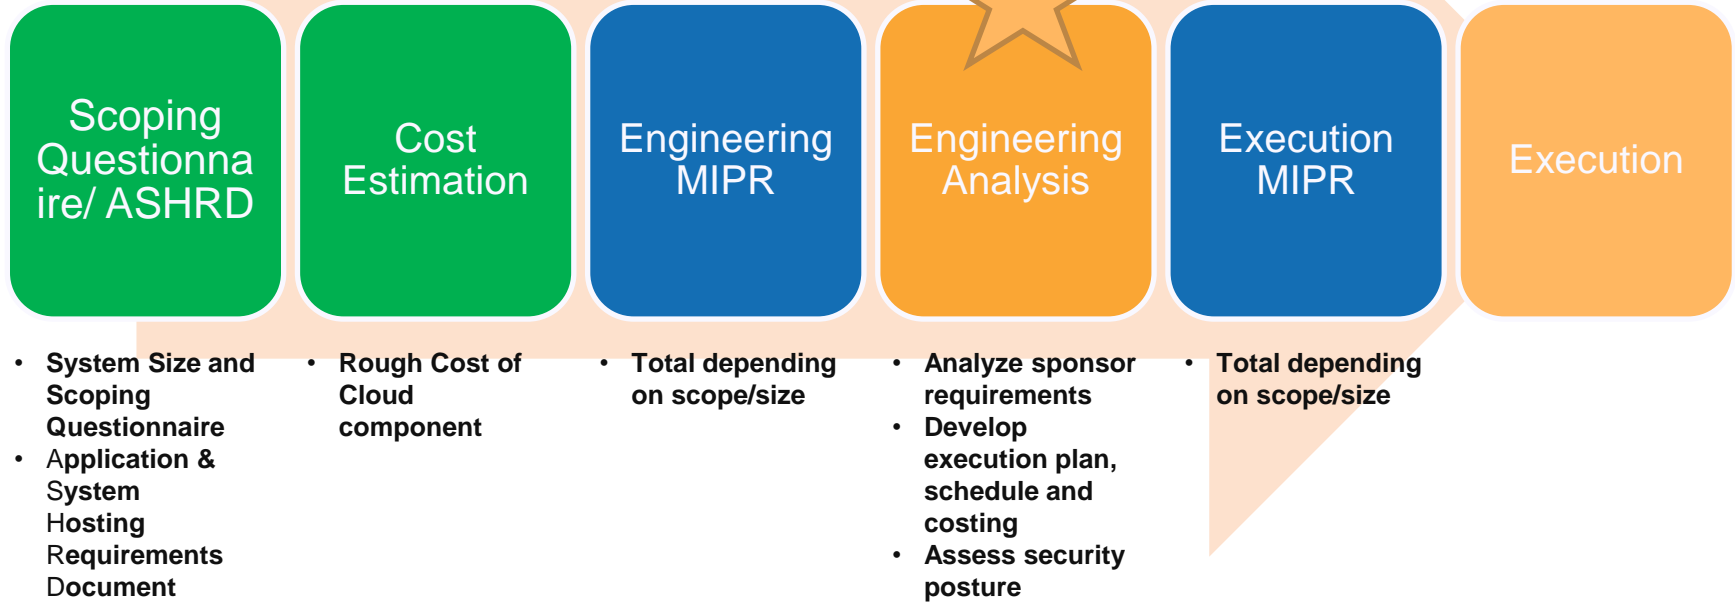 Scoping
Questionna
ire/ ASHRD
Cost
Estimation
Engineering
MIPR
Engineering
Analysis
Execution
MIPR
Execution
• System Size and
Scoping
Questionnaire
• Application &
System
Hosting
Requirements
Document
• Rough Cost of
Cloud
component
• Total depending
on scope/size
• Analyze sponsor
requirements
• Develop
execution plan,
schedule and
costing
• Assess security
posture
• Total depending
on scope/size